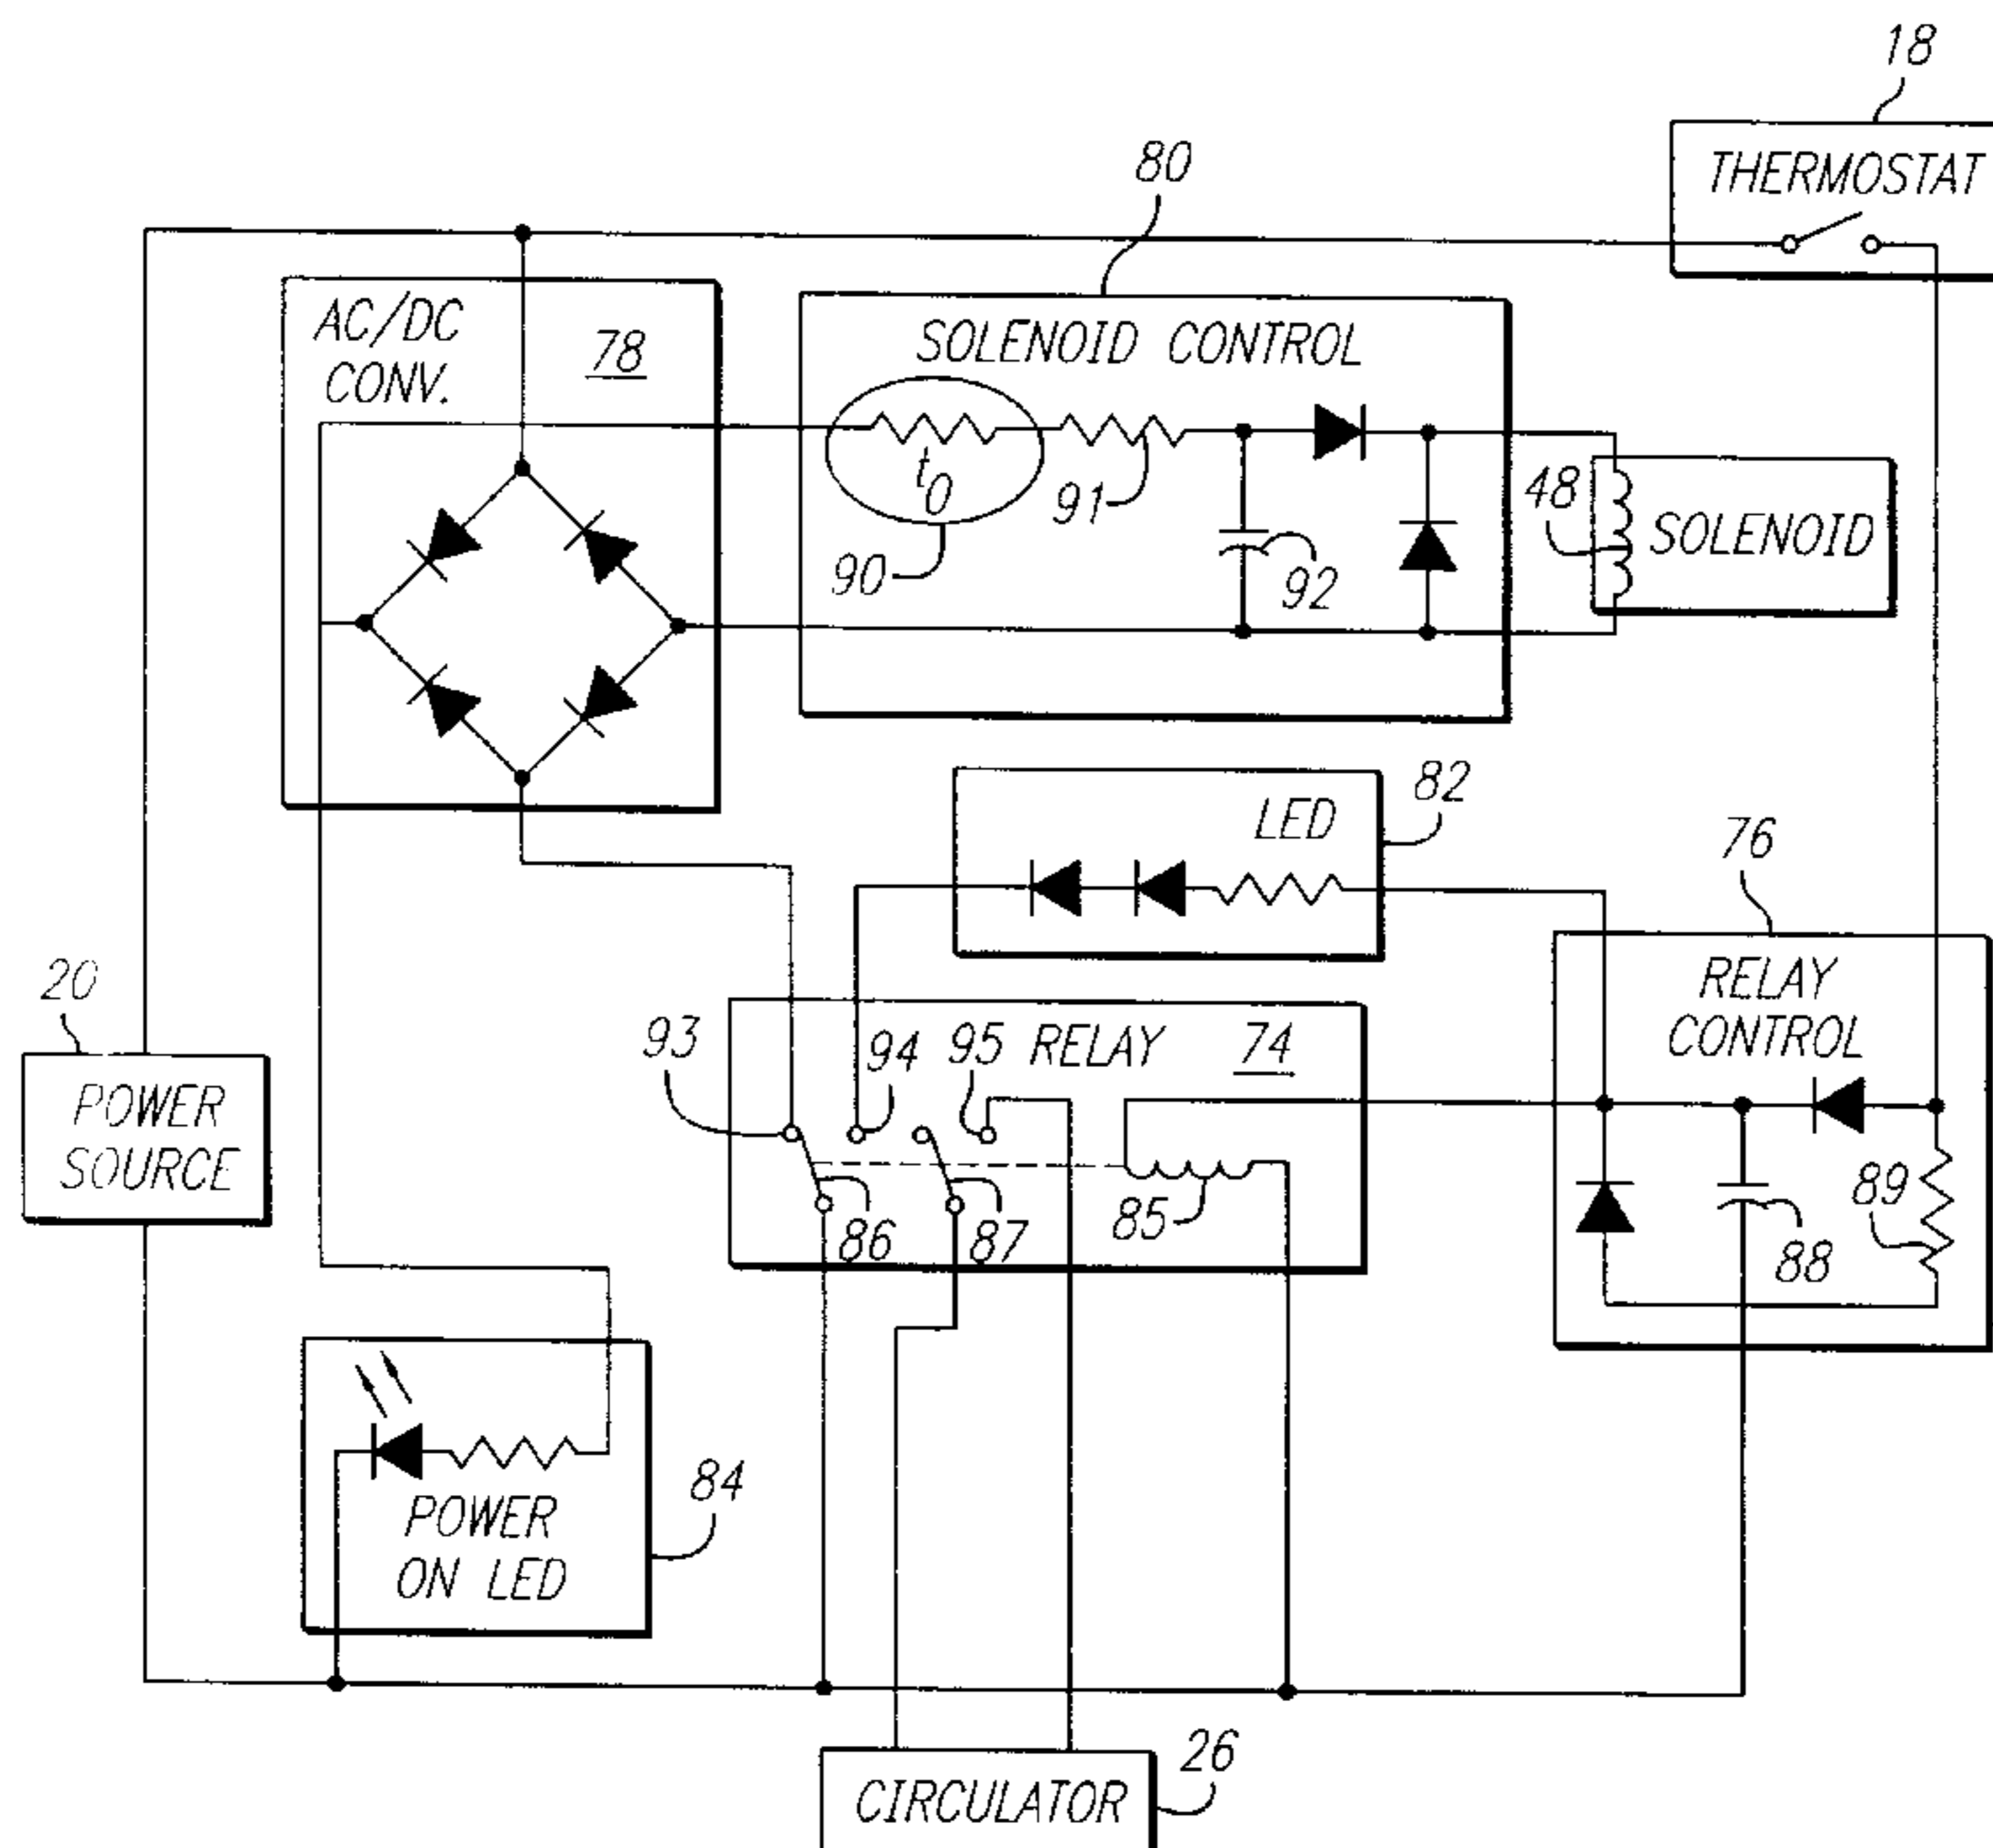 18
THERMOSTAT
80
AC/DC
CONV.
78
SOLENOID CONTROL
t0
90
91
92
48
SOLENOID
82
LED
76
RELAY
CONTROL
20
POWER
SOURCE
93
94
95
RELAY
74
86
87
85
88
89
POWER
ON LED
84
26
CIRCULATOR